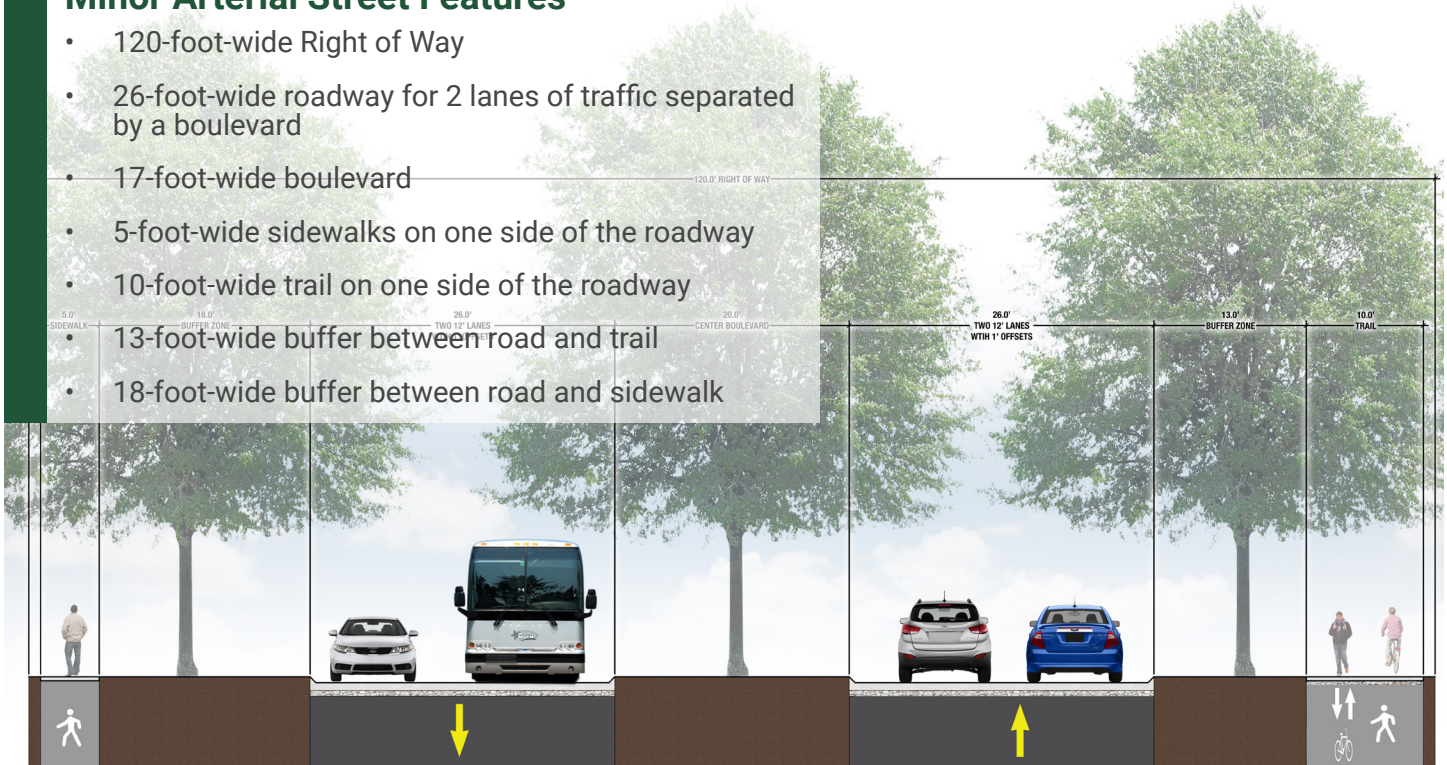 Minor Arterial Street Features
• 120-foot-wide Right of Way
• 26-foot-wide roadway for 2 lanes of traffic separated
by a boulevard
• 17-foot-wide boulevard
• 5-foot-wide sidewalks on one side of the roadway
• 10-foot-wide trail on one side of the roadway
• 13-foot-wide buffer between road and trail
• 18-foot-wide buffer between road and sidewalk
120.0' RIGHT OF WAY
5.0'
SIDEWALK
18.0'
BUFFER ZONE
26.0'
TWO 12' LANES
OFFSETS
20.0'
CENTER BOULEVARD
26.0'
TWO 12' LANES
WTIH 1' OFFSETS
13.0'
BUFFER ZONE
10.0'
TRAIL